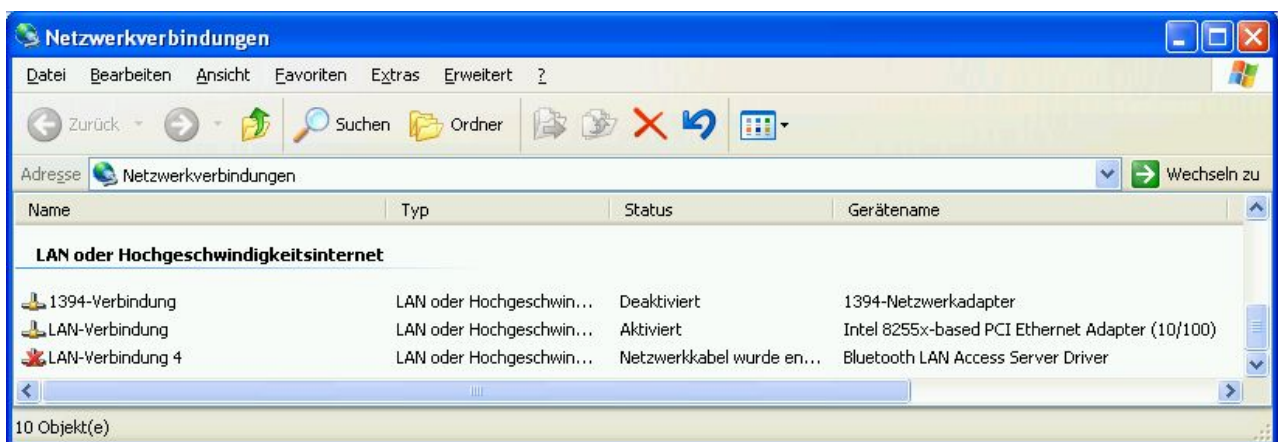 Netzwerkverbindungen
Datei Bearbeiten Ansicht Favoriten Extras Erweitert ?
Zurück Suchen Ordner
Adresse Netzwerkverbindungen Wechseln zu
Name Typ Status Gerätename
LAN oder Hochgeschwindigkeitsinternet
1394-Verbindung LAN oder Hochgeschwin... Deaktiviert 1394-Netzwerkadapter
LAN-Verbindung LAN oder Hochgeschwin... Aktiviert Intel 8255x-based PCI Ethernet Adapter (10/100)
LAN-Verbindung 4 LAN oder Hochgeschwin... Netzwerkkabel wurde en... Bluetooth LAN Access Server Driver
10 Objekt(e)